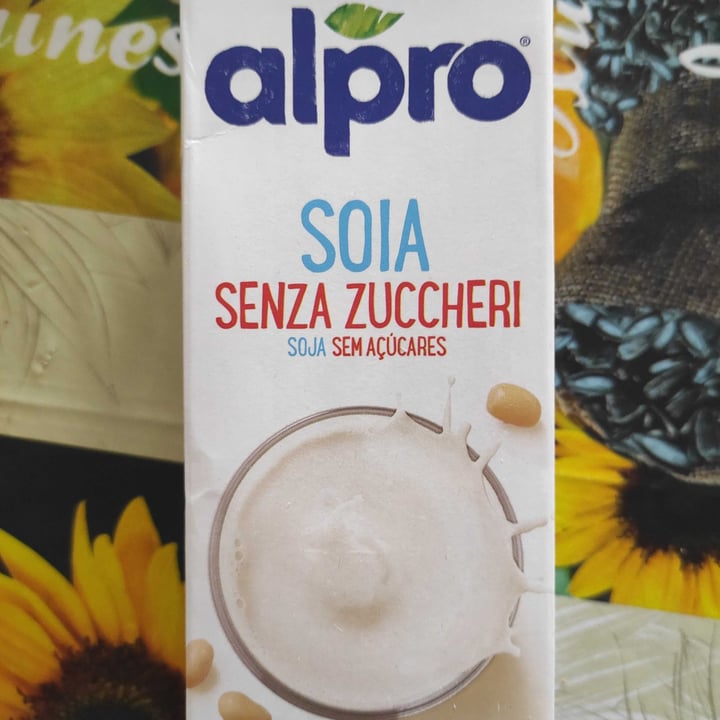 alpro®
SOIA
SENZA ZUCCHERI
SOJA SEM AÇÚCARES